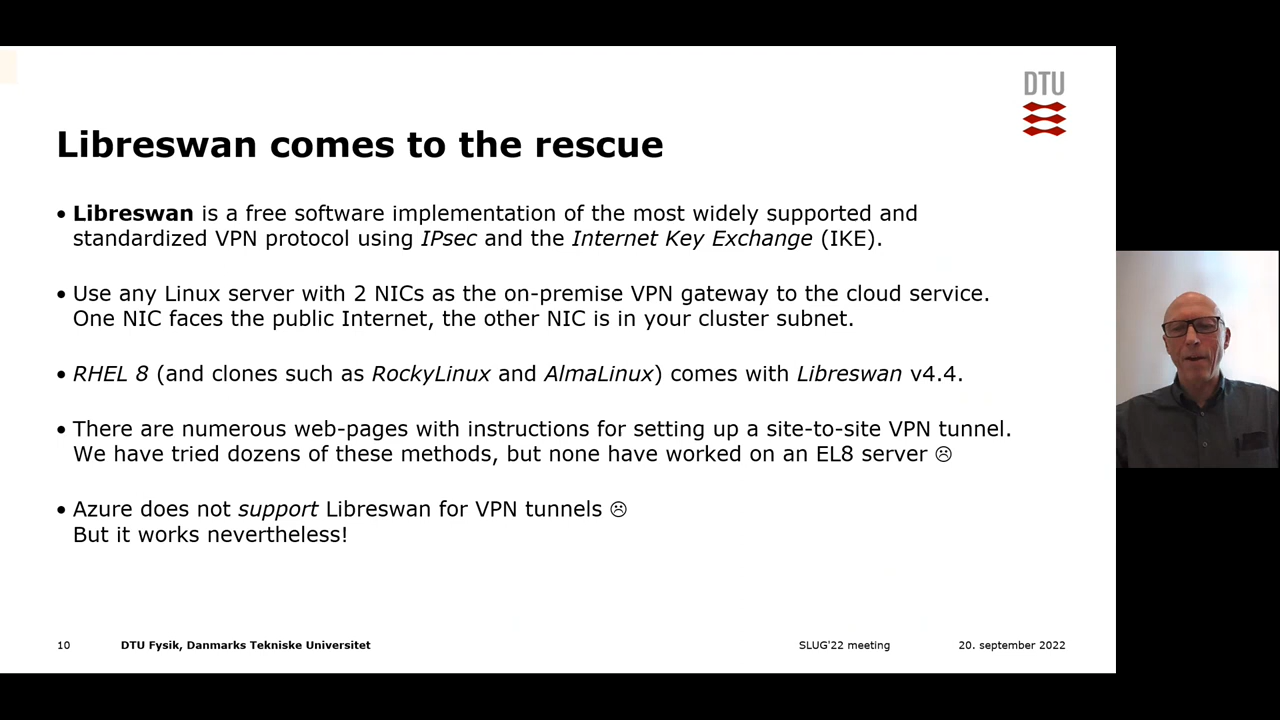 DTU
Libreswan comes to the rescue
• Libreswan is a free software implementation of the most widely supported and
standardized VPN protocol using IPsec and the Internet Key Exchange (IKE).
• Use any Linux server with 2 NICs as the on-premise VPN gateway to the cloud service.
One NIC faces the public Internet, the other NIC is in your cluster subnet.
• RHEL 8 (and clones such as RockyLinux and AlmaLinux) comes with Libreswan v4.4.
• There are numerous web-pages with instructions for setting up a site-to-site VPN tunnel.
We have tried dozens of these methods, but none have worked on an EL8 server ☹
• Azure does not support Libreswan for VPN tunnels ☹
But it works nevertheless!
10 DTU Fysik, Danmarks Tekniske Universitet SLUG'22 meeting 20. september 2022